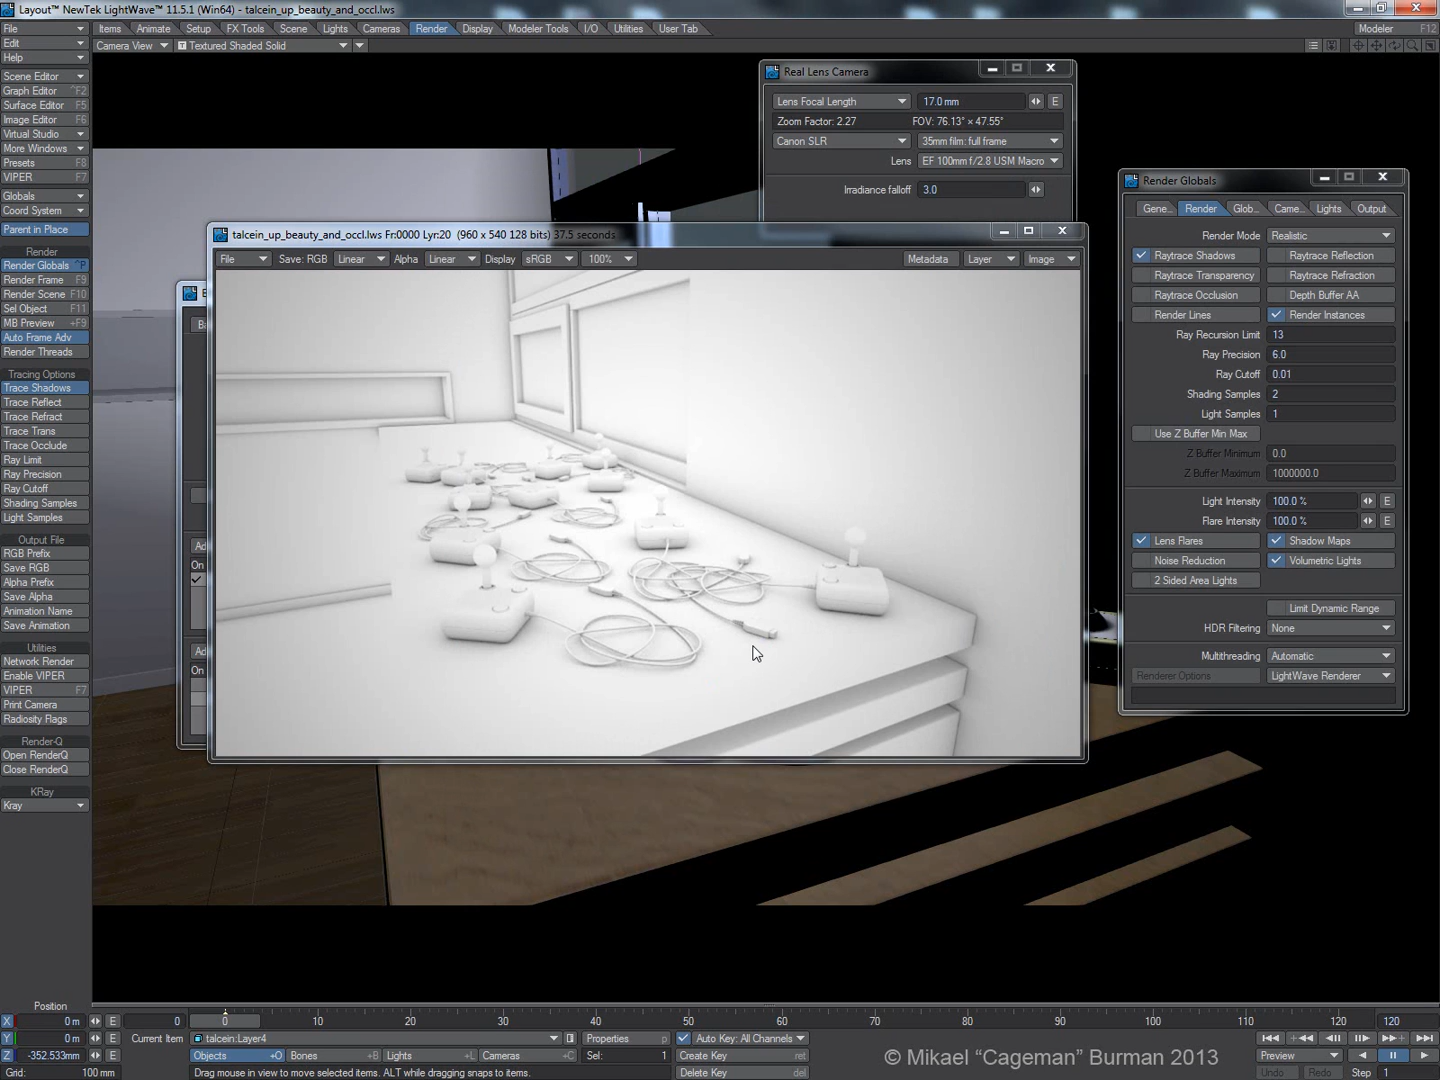 Layout™ NewTek LightWave™ 11.5.1 (Win64) - talcein_up_beauty_and_occl.lws
File Items Animate Setup FX Tools Scene Lights Cameras Render Display Modeler Tools I/O Utilities User Tab Modeler F12
Edit Camera View Textured Shaded Solid
Help
Scene Editor
Graph Editor ^F2
Surface Editor F5
Image Editor F6
Virtual Studio
More Windows
Presets F8
VIPER F7
Globals
Coord System
Parent in Place
Render
Render Globals ^P
Render Frame F9
Render Scene F10
Sel Object F11
MB Preview +F9
Auto Frame Adv
Render Threads
Tracing Options
Trace Shadows
Trace Reflect
Trace Refract
Trace Trans
Trace Occlude
Ray Limit
Ray Precision
Ray Cutoff
Shading Samples
Light Samples
Output File
RGB Prefix
Save RGB
Alpha Prefix
Save Alpha
Animation Name
Save Animation
Utilities
Network Render
Enable VIPER
VIPER F7
Print Camera
Radiosity Flags
Render-Q
Open RenderQ
Close RenderQ
KRay
Kray
Real Lens Camera
Lens Focal Length 17.0 mm E
Zoom Factor: 2.27 FOV: 76.13° × 47.55°
Canon SLR 35mm film: full frame
Lens EF 100mm f/2.8 USM Macro
Irradiance falloff 3.0
talcein_up_beauty_and_occl.lws Fr:0000 Lyr:20 (960 x 540 128 bits) 37.5 seconds
File Save: RGB Linear Alpha Linear Display sRGB 100% Metadata Layer Image
Ba
Ad
On
Ad
On
Render Globals
Gene... Render Glob... Came... Lights Output
Render Mode Realistic
Raytrace Shadows Raytrace Reflection
Raytrace Transparency Raytrace Refraction
Raytrace Occlusion Depth Buffer AA
Render Lines Render Instances
Ray Recursion Limit 13
Ray Precision 6.0
Ray Cutoff 0.01
Shading Samples 2
Light Samples 1
Use Z Buffer Min Max
Z Buffer Minimum 0.0
Z Buffer Maximum 1000000.0
Light Intensity 100.0 % E
Flare Intensity 100.0 % E
Lens Flares Shadow Maps
Noise Reduction Volumetric Lights
2 Sided Area Lights
Limit Dynamic Range
HDR Filtering None
Multithreading Automatic
Renderer Options LightWave Renderer
Position
X 0 m E 0 0 10 20 30 40 50 60 70 80 90 100 110 120 120
Y 0 m E Current Item talcein:Layer4 Properties p Auto Key: All Channels
Z -352.533mm E Objects +O Bones +B Lights +L Cameras +C Sel: 1 Create Key ret Preview
Grid: 100 mm Drag mouse in view to move selected items. ALT while dragging snaps to items. Delete Key del Undo Redo Step 1
© Mikael “Cageman” Burman 2013